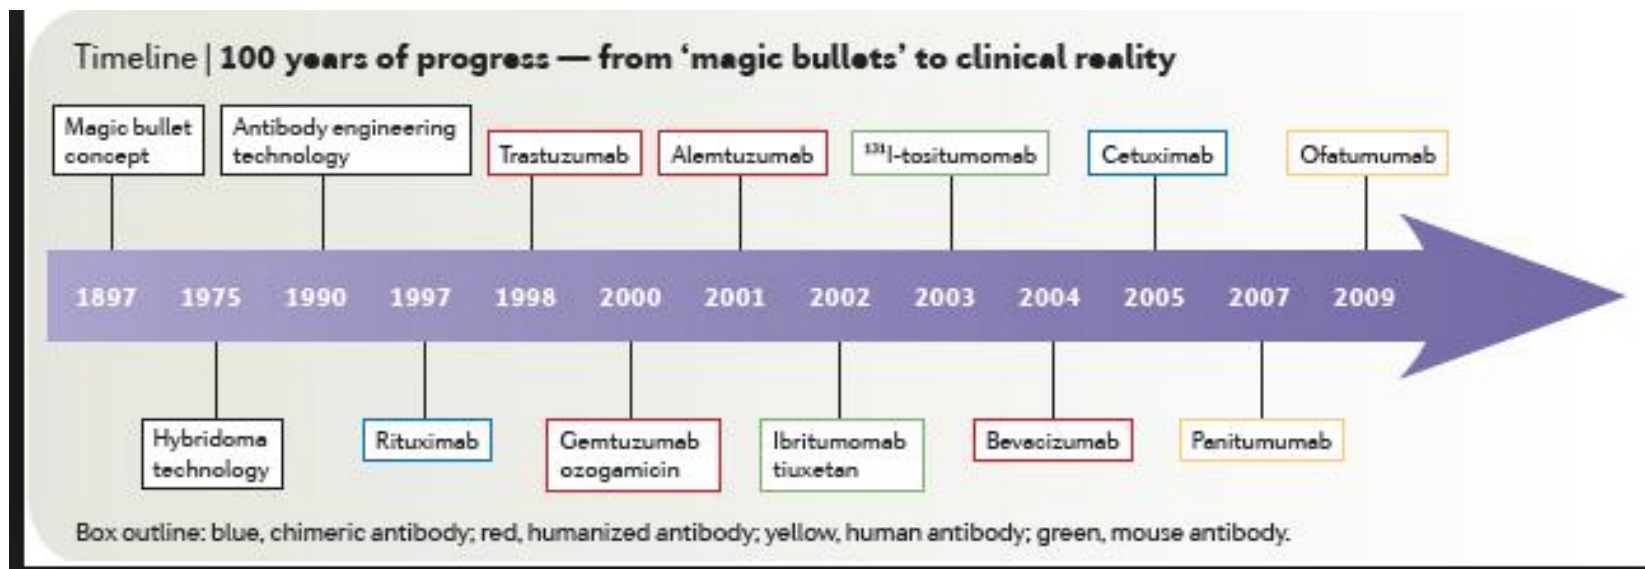 Timeline | 100 years of progress — from ‘magic bullets’ to clinical reality
Magic bullet
concept
Antibody engineering
technology
Trastuzumab
Alemtuzumab
¹³¹I-tositumomab
Cetuximab
Ofatumumab
1897 1975 1990 1997 1998 2000 2001 2002 2003 2004 2005 2007 2009
Hybridoma
technology
Rituximab
Gemtuzumab
ozogamicin
Ibritumomab
tiuxetan
Bevacizumab
Panitumumab
Box outline: blue, chimeric antibody; red, humanized antibody; yellow, human antibody; green, mouse antibody.